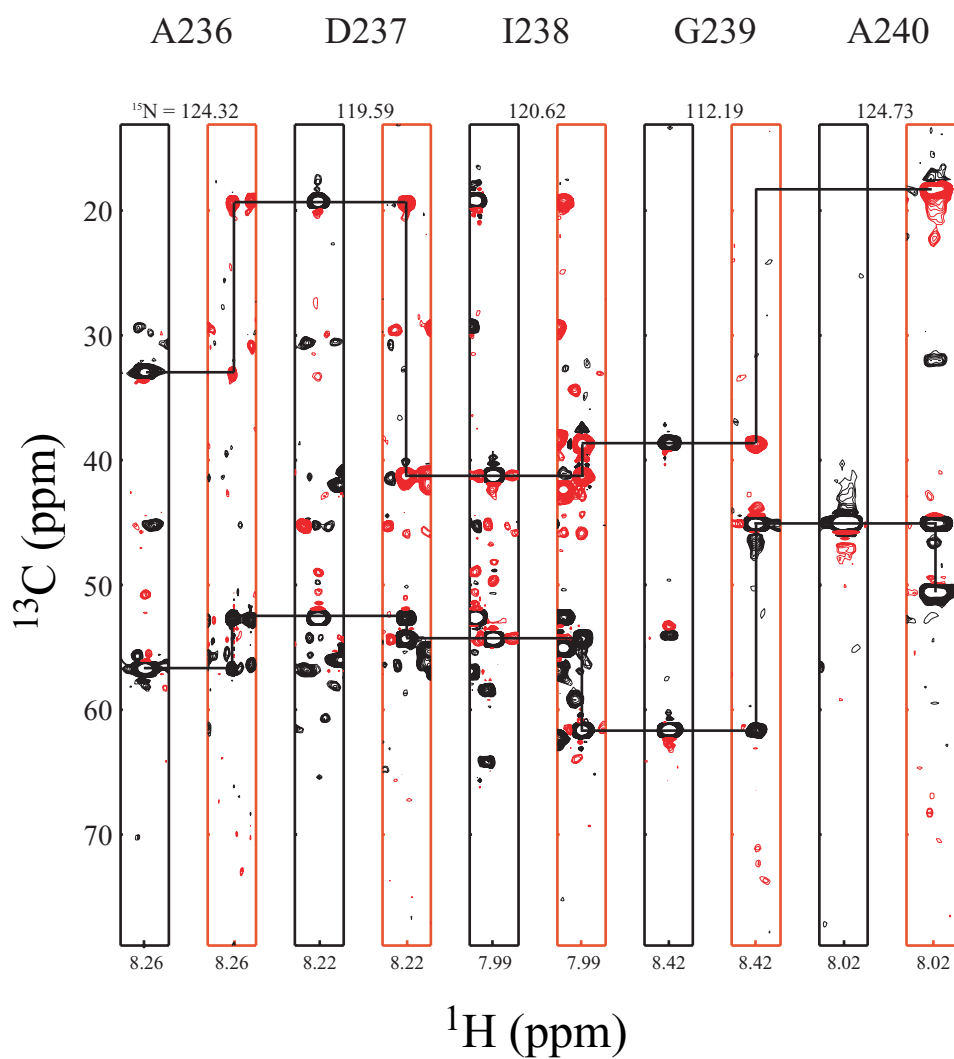 A236 D237 I238 G239 A240
¹⁵N = 124.32 119.59 120.62 112.19 124.73
20
30
40
50
60
70
¹³C (ppm)
8.26 8.26 8.22 8.22 7.99 7.99 8.42 8.42 8.02 8.02
¹H (ppm)